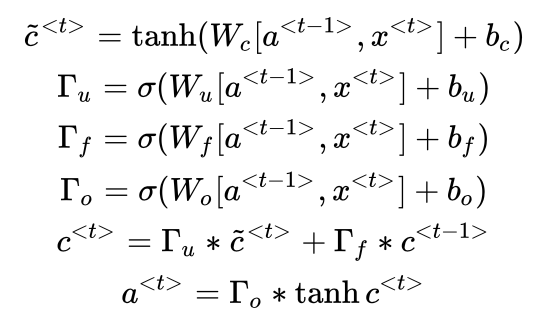 c̃^{<t>} = tanh(W_c[a^{<t−1>}, x^{<t>}] + b_c)
Γ_u = σ(W_u[a^{<t−1>}, x^{<t>}] + b_u)
Γ_f = σ(W_f[a^{<t−1>}, x^{<t>}] + b_f)
Γ_o = σ(W_o[a^{<t−1>}, x^{<t>}] + b_o)
c^{<t>} = Γ_u * c̃^{<t>} + Γ_f * c^{<t−1>}
a^{<t>} = Γ_o * tanh c^{<t>}